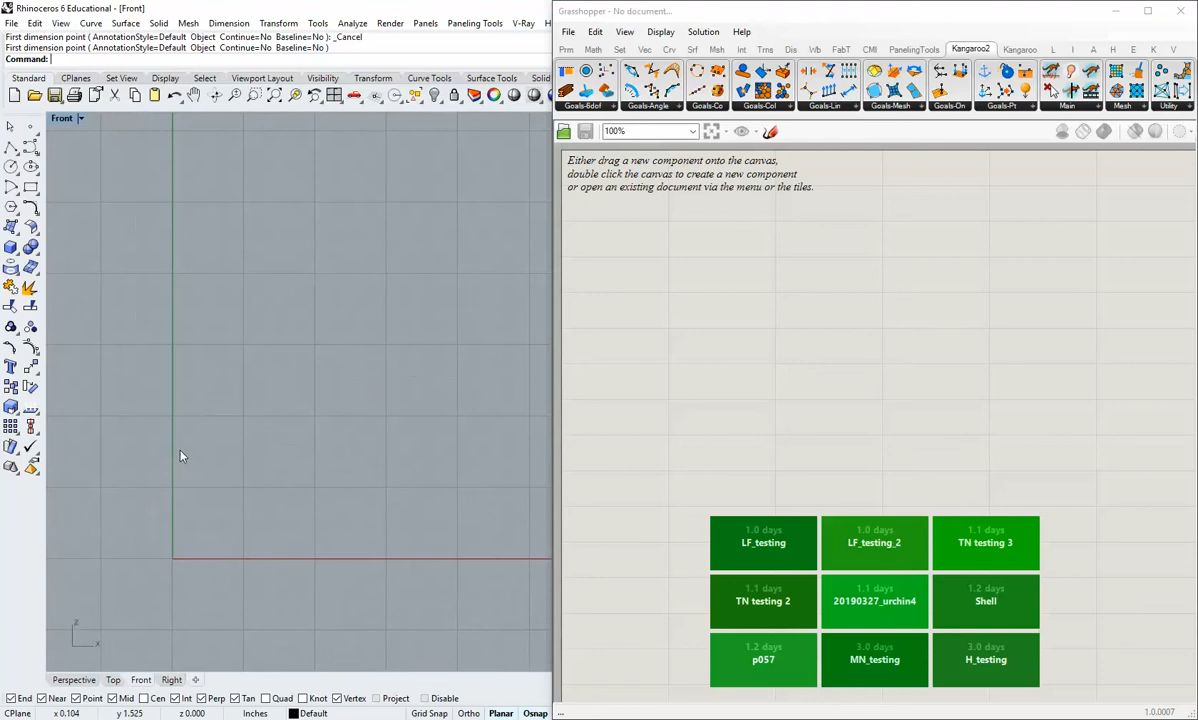 Rhinoceros 6 Educational - [Front]
File Edit View Curve Surface Solid Mesh Dimension Transform Tools Analyze Render Panels Paneling Tools V-Ray H
First dimension point ( AnnotationStyle=Default Object Continue=No Baseline=No ): _Cancel
First dimension point ( AnnotationStyle=Default Object Continue=No Baseline=No )
Command:
Standard CPlanes Set View Display Select Viewport Layout Visibility Transform Curve Tools Surface Tools Solid
Front
z
x
Perspective Top Front Right
End Near Point Mid Cen Int Perp Tan Quad Knot Vertex Project Disable
CPlane x 0.104 y 1.525 z 0.000 Inches Default Grid Snap Ortho Planar Osnap
Grasshopper - No document...
File Edit View Display Solution Help
Prm Math Set Vec Crv Srf Msh Int Trns Dis Wb FabT CMI PanelingTools Kangaroo2 Kangaroo L I A H E K V
Goals-6dof Goals-Angle Goals-Co Goals-Col Goals-Lin Goals-Mesh Goals-On Goals-Pt Main Mesh Utility
100%
Either drag a new component onto the canvas,
double click the canvas to create a new component
or open an existing document via the menu or the tiles.
1.0 days 1.0 days 1.1 days
LF_testing LF_testing_2 TN testing 3
1.1 days 1.1 days 1.2 days
TN testing 2 20190327_urchin4 Shell
1.2 days 3.0 days 3.0 days
p057 MN_testing H_testing
... 1.0.0007